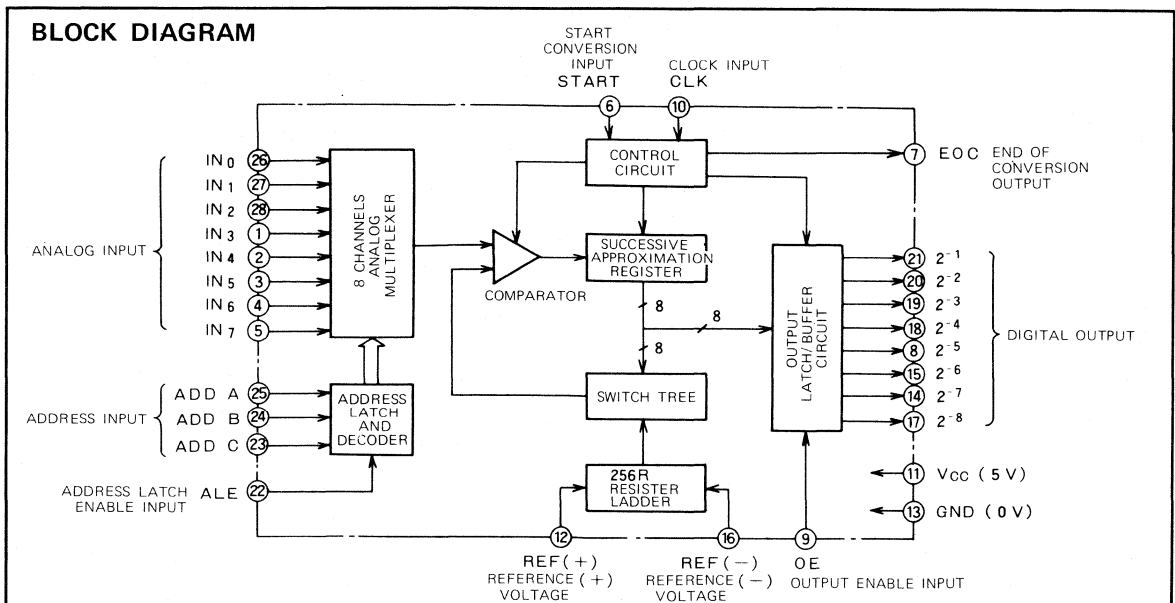 BLOCK DIAGRAM
START
CONVERSION
INPUT
START
CLOCK INPUT
CLK
6
10
ANALOG INPUT
IN0 26
IN1 27
IN2 28
IN3 1
IN4 2
IN5 3
IN6 4
IN7 5
8 CHANNELS
ANALOG
MULTIPLEXER
CONTROL
CIRCUIT
7 EOC END OF
CONVERSION
OUTPUT
COMPARATOR
SUCCESSIVE
APPROXIMATION
REGISTER
8
8
8
OUTPUT
LATCH/BUFFER
CIRCUIT
21 2-1
20 2-2
19 2-3
18 2-4
8 2-5
15 2-6
14 2-7
17 2-8
DIGITAL OUTPUT
ADDRESS INPUT
ADD A 25
ADD B 24
ADD C 23
ADDRESS
LATCH
AND
DECODER
SWITCH TREE
ADDRESS LATCH
ENABLE INPUT
ALE 22
256R
RESISTER
LADDER
11 VCC (5V)
13 GND (0V)
12
16
9
REF(+)
REFERENCE(+)
VOLTAGE
REF(−)
REFERENCE(−)
VOLTAGE
OE
OUTPUT ENABLE INPUT